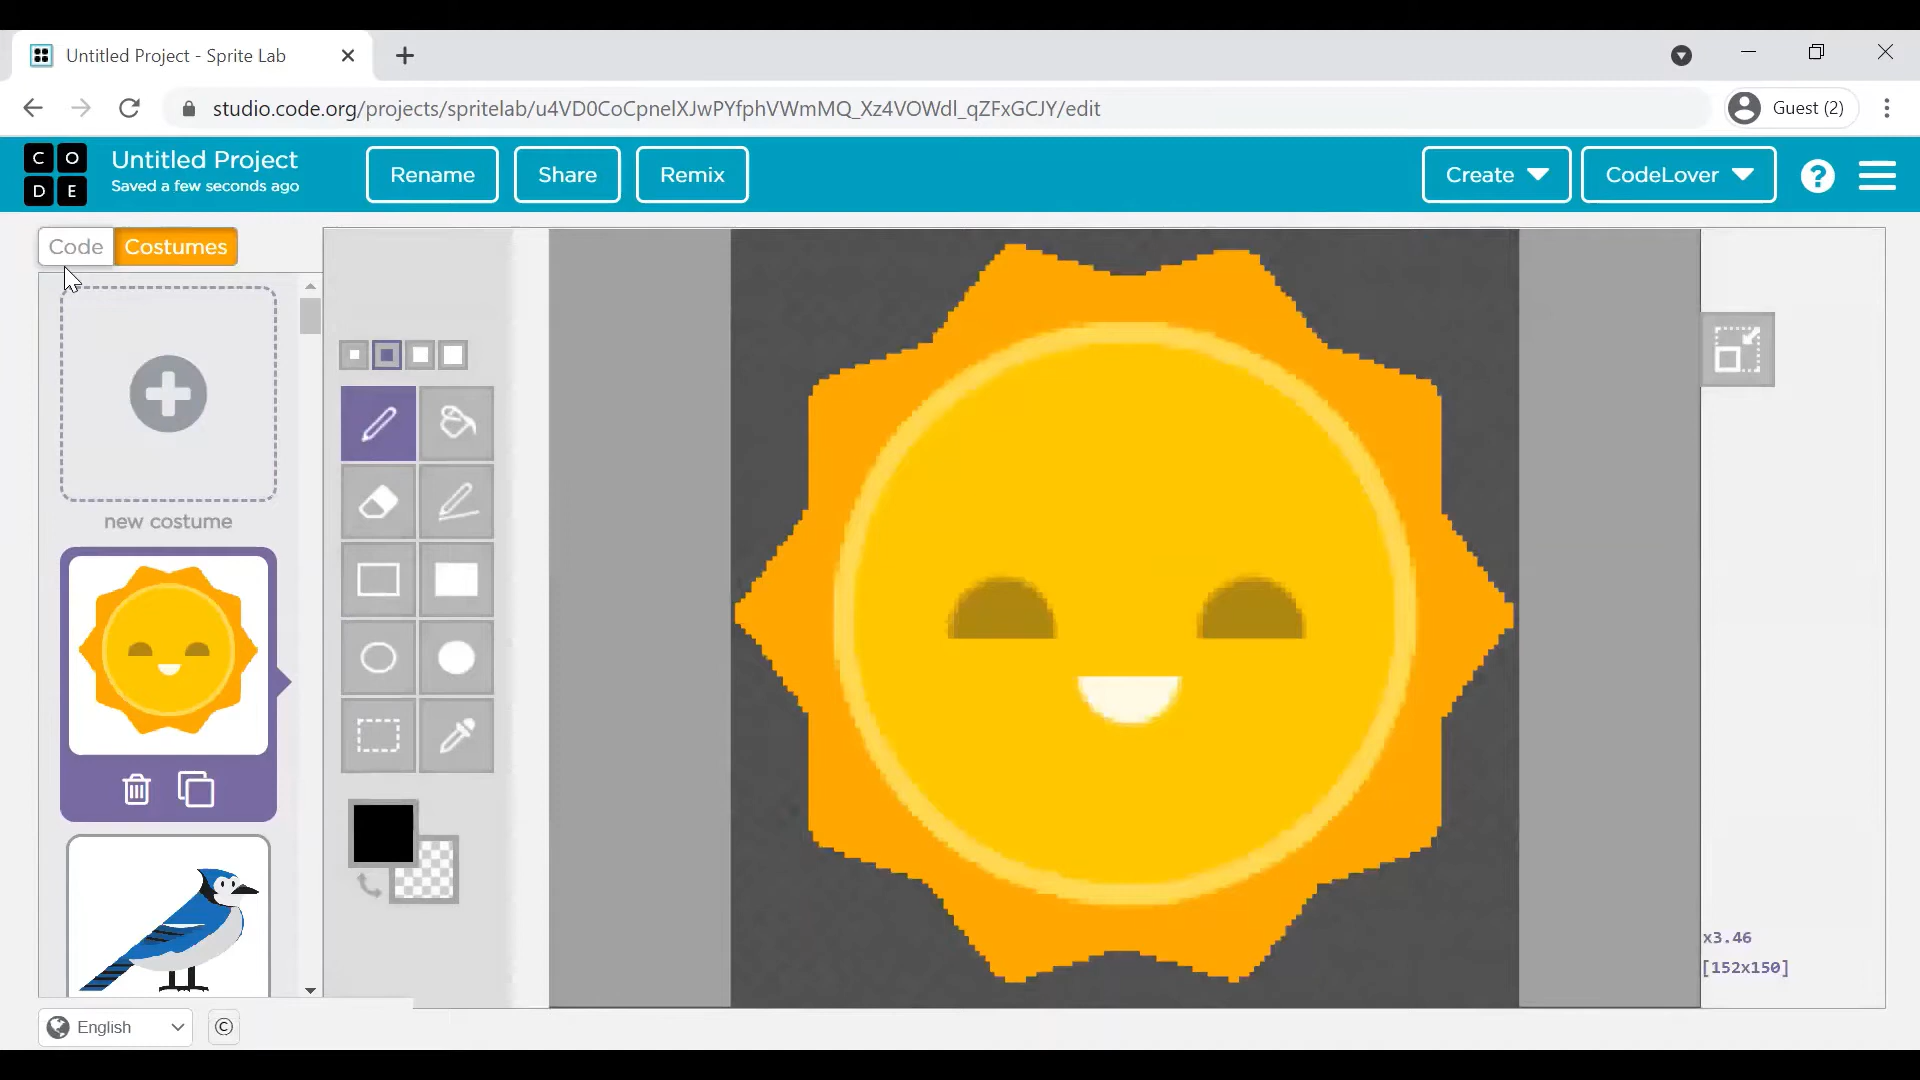 Untitled Project - Sprite Lab
studio.code.org/projects/spritelab/u4VD0CoCpnelXJwPYfphVWmMQ_Xz4VOWdl_qZFxGCJY/edit
Guest (2)
CODE
Untitled Project
Saved a few seconds ago
Rename
Share
Remix
Create
CodeLover
?
Code
Costumes
new costume
x3.46
[152x150]
English
©